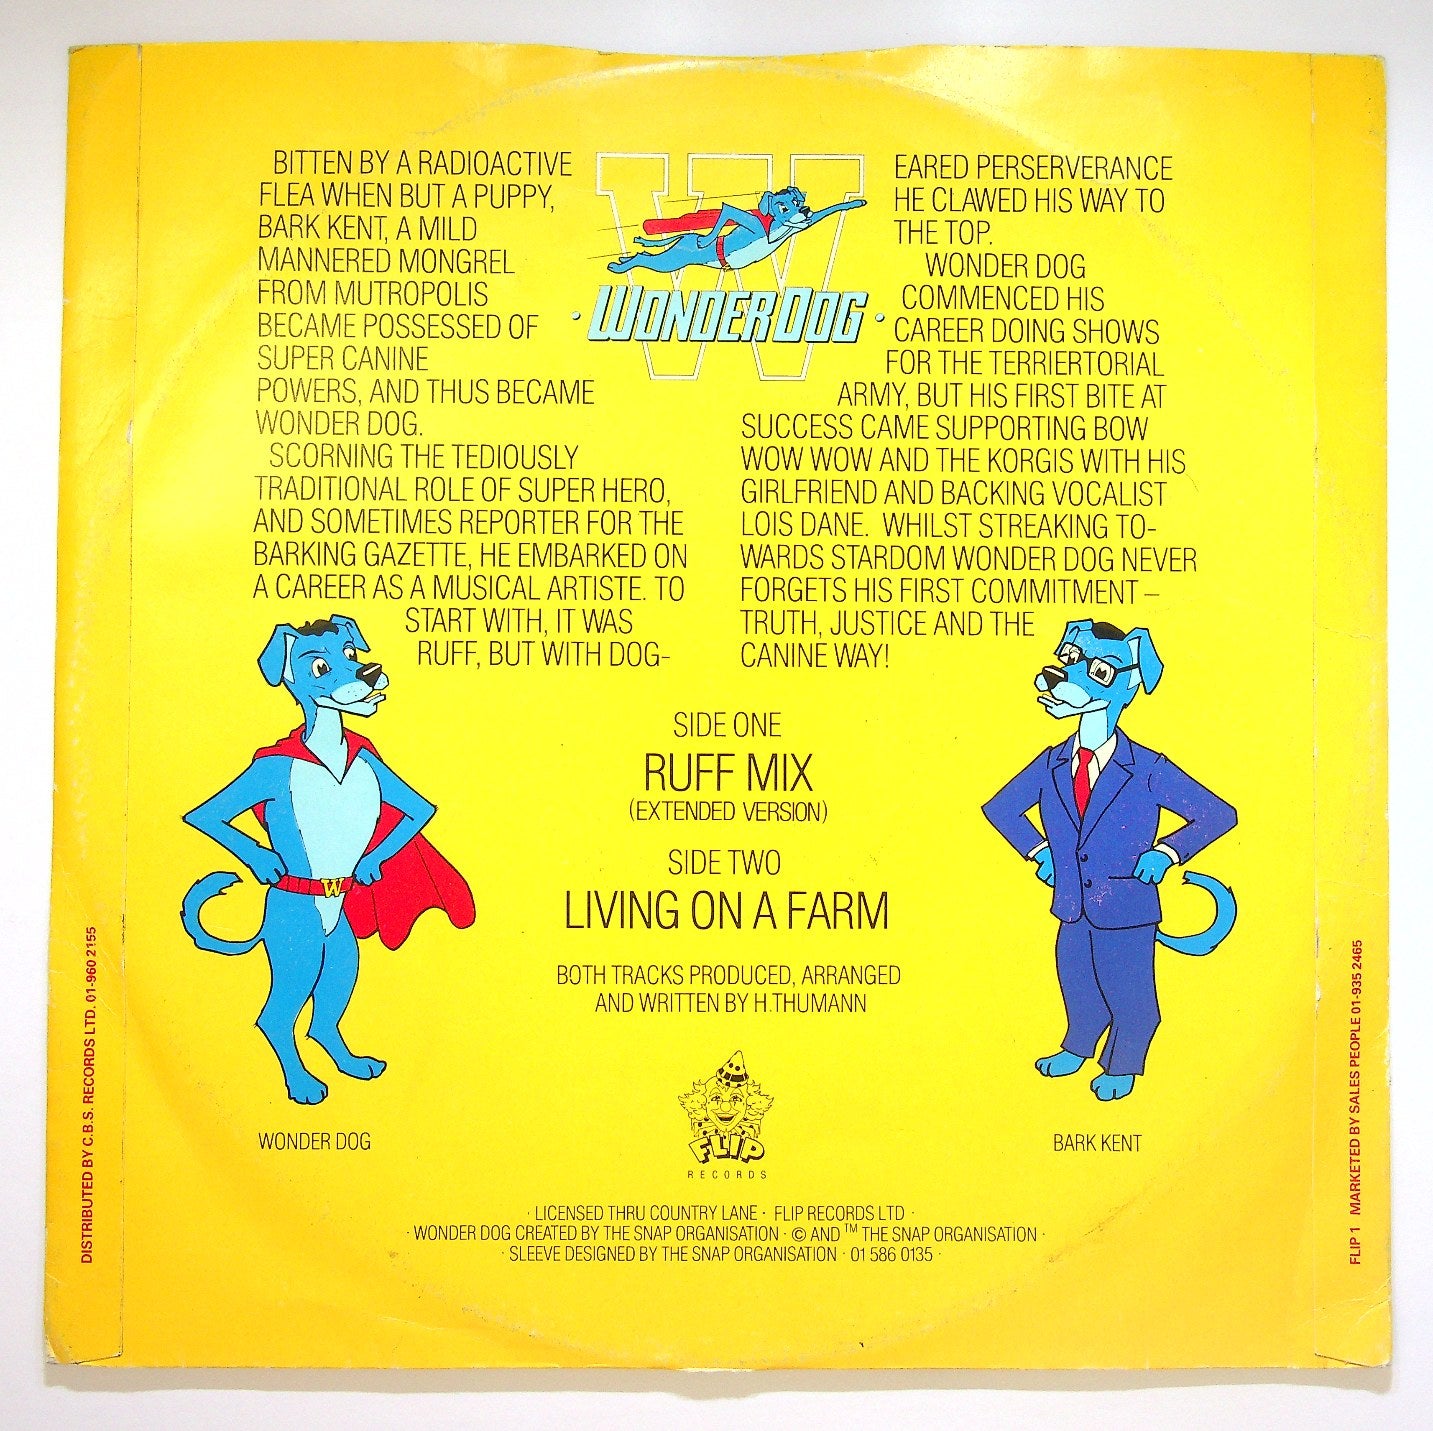 BITTEN BY A RADIOACTIVE
FLEA WHEN BUT A PUPPY,
BARK KENT, A MILD
MANNERED MONGREL
FROM MUTROPOLIS
BECAME POSSESSED OF
SUPER CANINE
POWERS, AND THUS BECAME
WONDER DOG.
SCORNING THE TEDIOUSLY
TRADITIONAL ROLE OF SUPER HERO,
AND SOMETIMES REPORTER FOR THE
BARKING GAZETTE, HE EMBARKED ON
A CAREER AS A MUSICAL ARTISTE. TO
START WITH, IT WAS
RUFF, BUT WITH DOG-
W
· WONDER DOG ·
EARED PERSERVERANCE
HE CLAWED HIS WAY TO
THE TOP.
WONDER DOG
COMMENCED HIS
CAREER DOING SHOWS
FOR THE TERRIERTORIAL
ARMY, BUT HIS FIRST BITE AT
SUCCESS CAME SUPPORTING BOW
WOW WOW AND THE KORGIS WITH HIS
GIRLFRIEND AND BACKING VOCALIST
LOIS DANE. WHILST STREAKING TO-
WARDS STARDOM WONDER DOG NEVER
FORGETS HIS FIRST COMMITMENT –
TRUTH, JUSTICE AND THE
CANINE WAY!
SIDE ONE
RUFF MIX
(EXTENDED VERSION)
SIDE TWO
LIVING ON A FARM
BOTH TRACKS PRODUCED, ARRANGED
AND WRITTEN BY H.THUMANN
W
WONDER DOG
BARK KENT
FLIP
RECORDS
· LICENSED THRU COUNTRY LANE · FLIP RECORDS LTD ·
· WONDER DOG CREATED BY THE SNAP ORGANISATION · © AND ™ THE SNAP ORGANISATION ·
· SLEEVE DESIGNED BY THE SNAP ORGANISATION · 01 586 0135 ·
DISTRIBUTED BY C.B.S. RECORDS LTD. 01-960 2155
FLIP 1 MARKETED BY SALES PEOPLE 01-935 2465